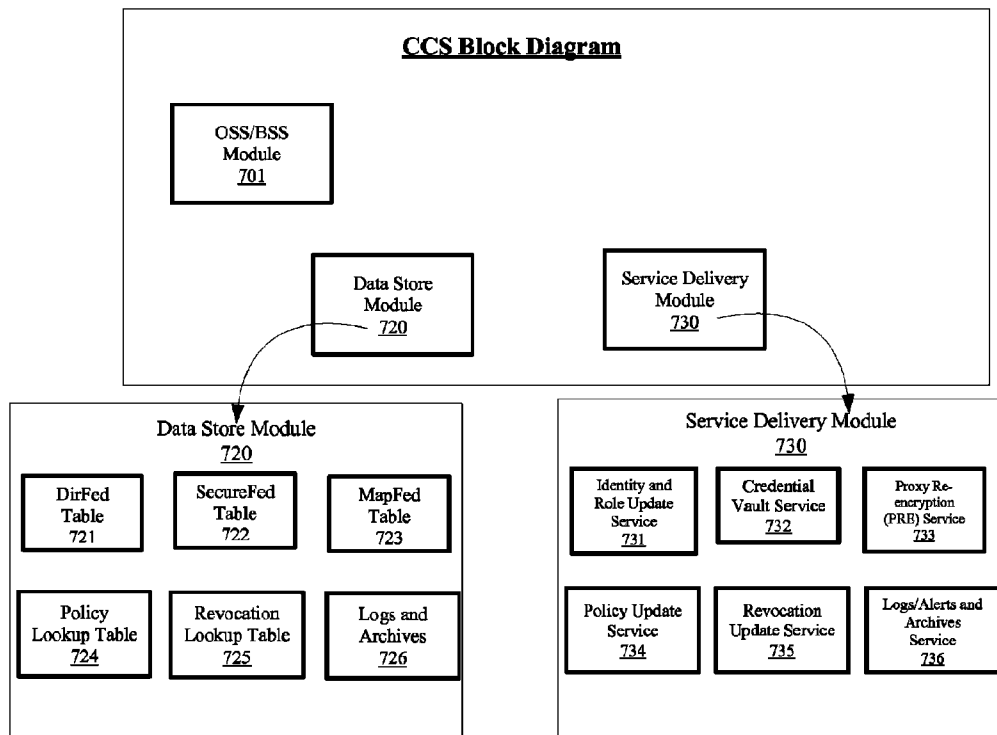 CCS Block Diagram
OSS/BSS
Module
701
Data Store
Module
720
Service Delivery
Module
730
Data Store Module
720
DirFed
Table
721
SecureFed
Table
722
MapFed
Table
723
Policy
Lookup Table
724
Revocation
Lookup Table
725
Logs and
Archives
726
Service Delivery Module
730
Identity and
Role Update
Service
731
Credential
Vault Service
732
Proxy Re-
encryption
(PRE) Service
733
Policy Update
Service
734
Revocation
Update Service
735
Logs/Alerts and
Archives
Service
736